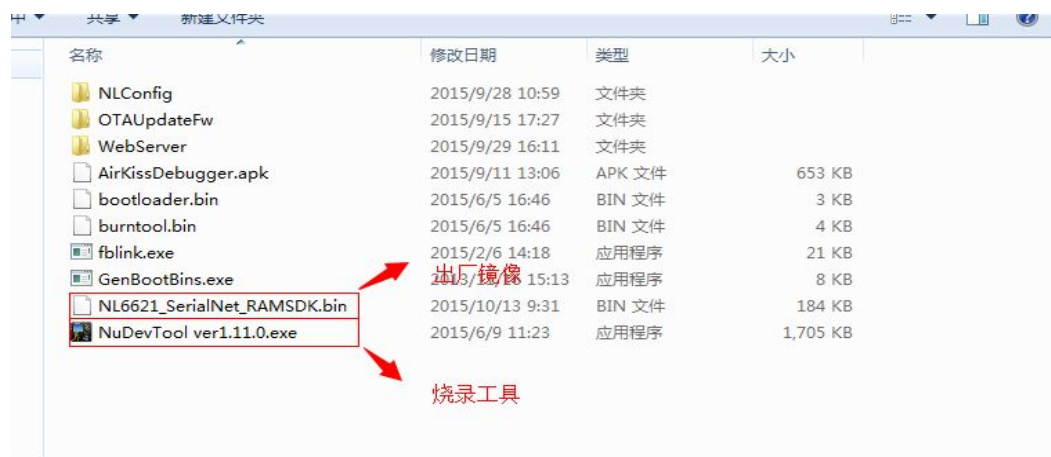 中 共享 新建文件夹
名称 修改日期 类型 大小
NLConfig 2015/9/28 10:59 文件夹
OTAUpdateFw 2015/9/15 17:27 文件夹
WebServer 2015/9/29 16:11 文件夹
AirKissDebugger.apk 2015/9/11 13:06 APK 文件 653 KB
bootloader.bin 2015/6/5 16:46 BIN 文件 3 KB
burntool.bin 2015/6/5 16:46 BIN 文件 4 KB
fblink.exe 2015/2/6 14:18 应用程序 21 KB
出厂镜像
GenBootBins.exe 15:13 应用程序 8 KB
NL6621_SerialNet_RAMSDK.bin 2015/10/13 9:31 BIN 文件 184 KB
NuDevTool ver1.11.0.exe 2015/6/9 11:23 应用程序 1,705 KB
烧录工具